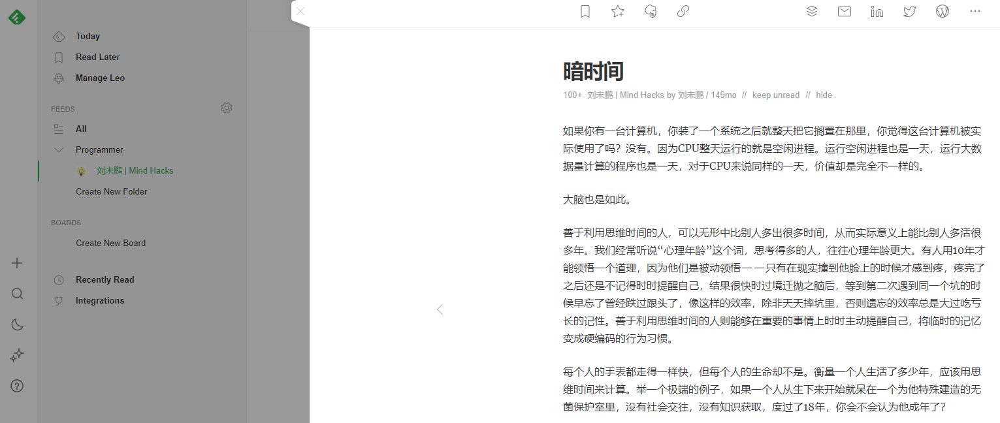 Today
Read Later
Manage Leo
FEEDS
All
Programmer
刘未鹏 | Mind Hacks
Create New Folder
BOARDS
Create New Board
Recently Read
Integrations
暗时间
100+ 刘未鹏 | Mind Hacks by 刘未鹏 / 149mo // keep unread // hide
如果你有一台计算机，你装了一个系统之后就整天把它搁置在那里，你觉得这台计算机被实
际使用了吗？没有。因为CPU整天运行的就是空闲进程。运行空闲进程也是一天，运行大数
据量计算的程序也是一天，对于CPU来说同样的一天，价值却是完全不一样的。
大脑也是如此。
善于利用思维时间的人，可以无形中比别人多出很多时间，从而实际意义上能比别人多活很
多年。我们经常听说“心理年龄”这个词，思考得多的人，往往心理年龄更大。有人用10年才
能领悟一个道理，因为他们是被动领悟——只有在现实撞到他脸上的时候才感到疼，疼完了
之后还是不记得时时提醒自己，结果很快时过境迁抛之脑后，等到第二次遇到同一个坑的时
候早忘了曾经跌过跟头了，像这样的效率，除非天天摔坑里，否则遗忘的效率总是大过吃亏
长的记性。善于利用思维时间的人则能够在重要的事情上时时主动提醒自己，将临时的记忆
变成硬编码的行为习惯。
每个人的手表都走得一样快，但每个人的生命却不是。衡量一个人生活了多少年，应该用思
维时间来计算。举一个极端的例子，如果一个人从生下来开始就呆在一个为他特殊建造的无
菌保护室里，没有社会交往，没有知识获取，度过了18年，你会不会认为他成年了？